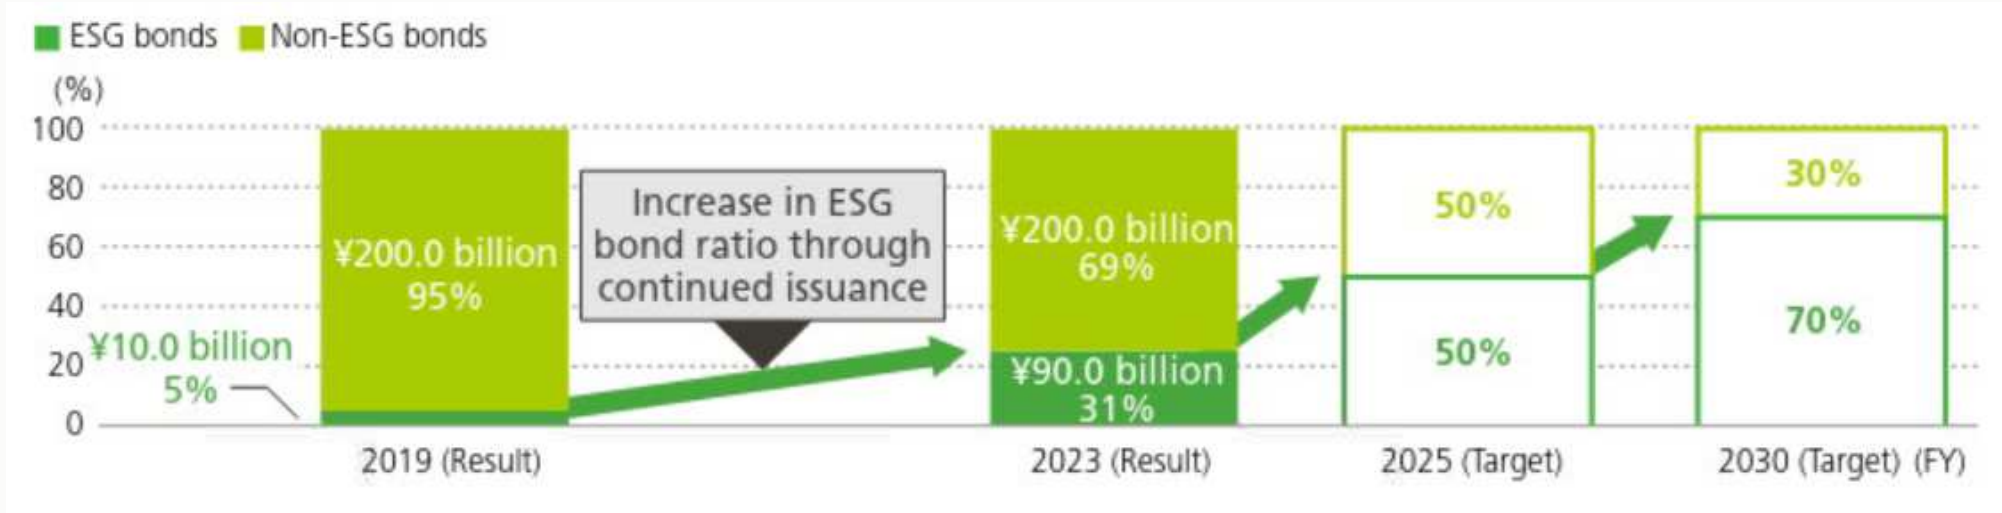 ESG bonds Non-ESG bonds
(%)
100
80
60
40
20
0
¥10.0 billion
5%
¥200.0 billion
95%
Increase in ESG
bond ratio through
continued issuance
¥200.0 billion
69%
¥90.0 billion
31%
50%
50%
30%
70%
2019 (Result) 2023 (Result) 2025 (Target) 2030 (Target) (FY)